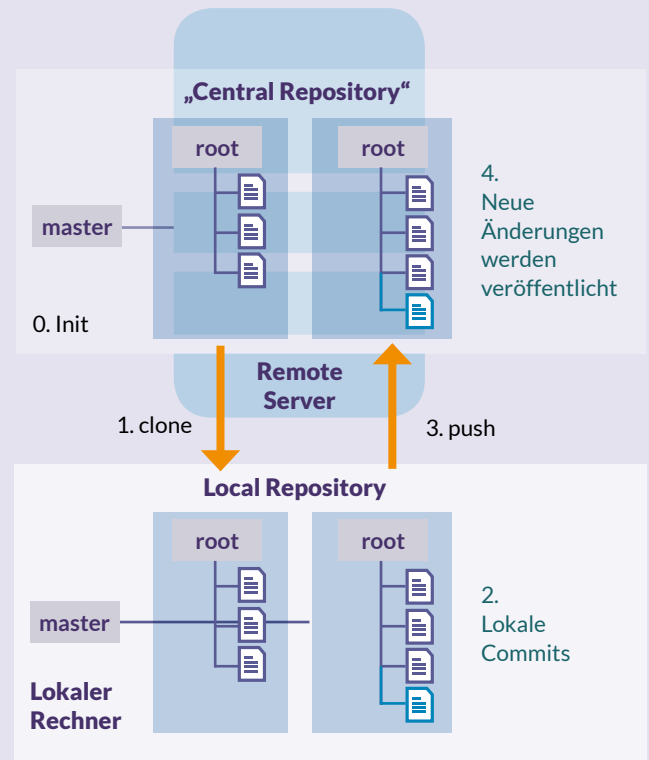 „Central Repository“
root
root
master
4.
Neue
Änderungen
werden
veröffentlicht
0. Init
Remote
Server
1. clone
3. push
Local Repository
root
root
master
2.
Lokale
Commits
Lokaler
Rechner